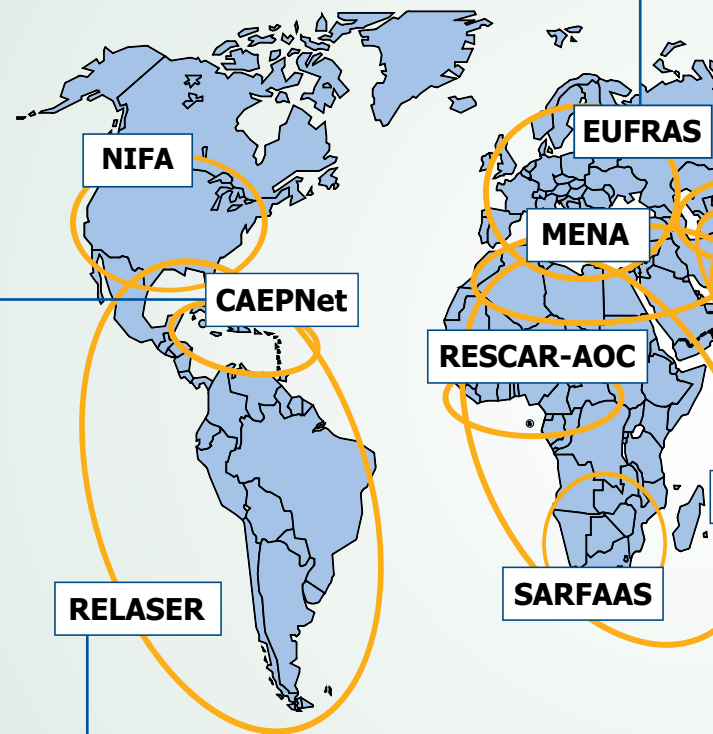 EUFRAS
NIFA
MENA
CAEPNet
RESCAR-AOC
SARFAAS
RELASER